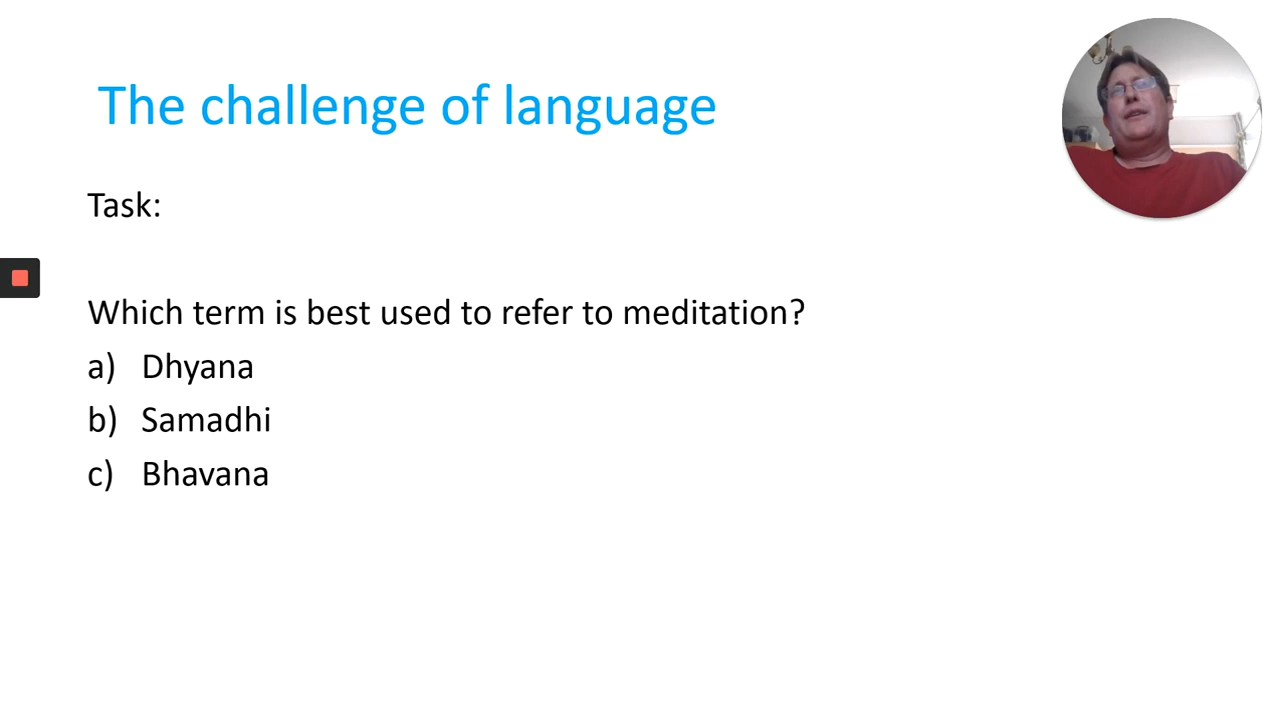 The challenge of language
Task:
Which term is best used to refer to meditation?
a) Dhyana
b) Samadhi
c) Bhavana